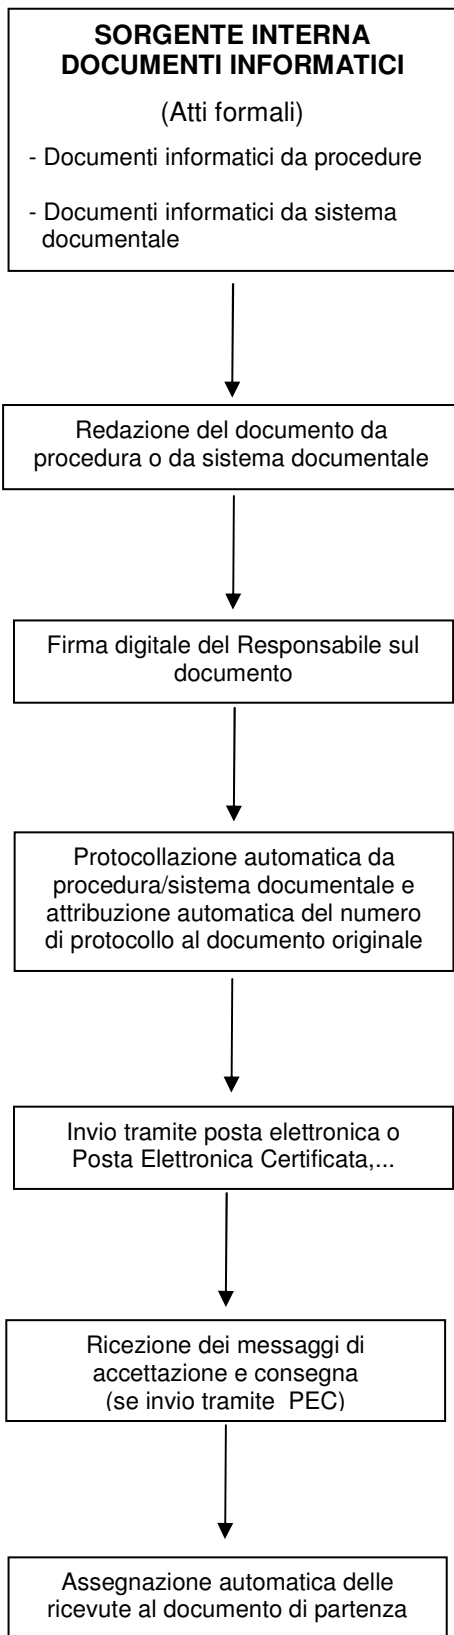 SORGENTE INTERNA
DOCUMENTI INFORMATICI
(Atti formali)
- Documenti informatici da procedure
- Documenti informatici da sistema
documentale
Redazione del documento da
procedura o da sistema documentale
Firma digitale del Responsabile sul
documento
Protocollazione automatica da
procedura/sistema documentale e
attribuzione automatica del numero
di protocollo al documento originale
Invio tramite posta elettronica o
Posta Elettronica Certificata,...
Ricezione dei messaggi di
accettazione e consegna
(se invio tramite PEC)
Assegnazione automatica delle
ricevute al documento di partenza